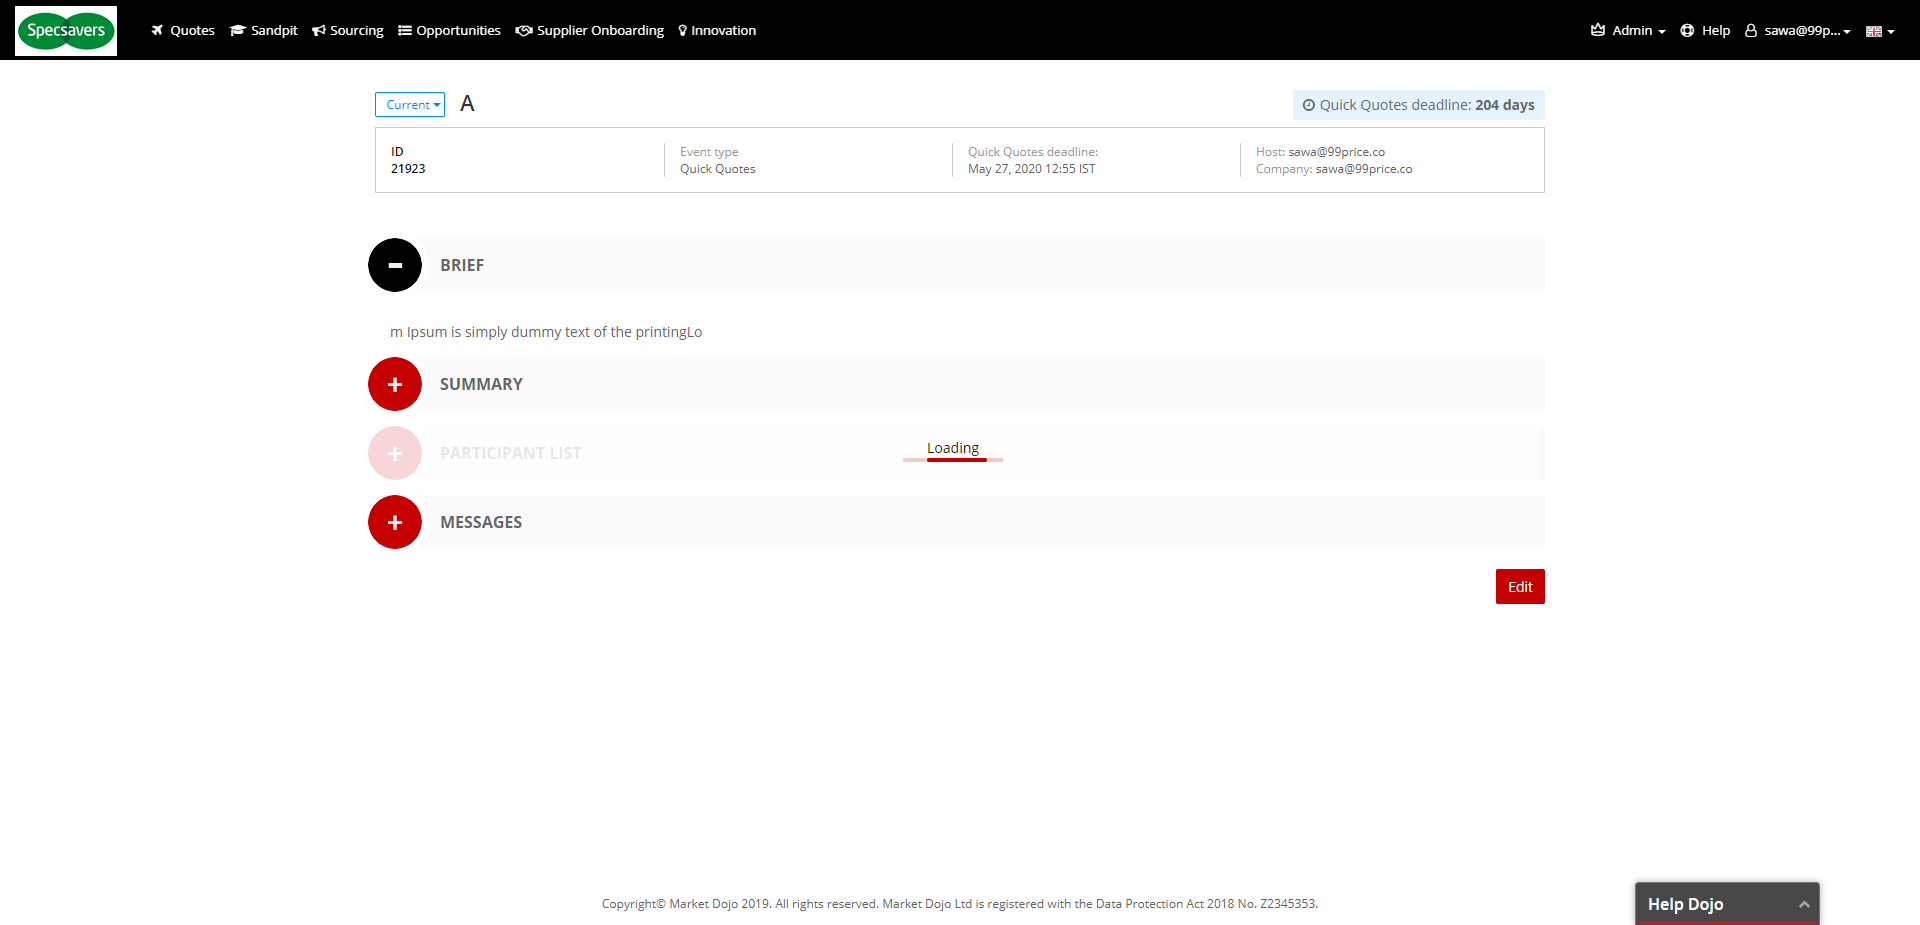 Specsavers
Quotes Sandpit Sourcing Opportunities Supplier Onboarding Innovation Admin Help sawa@99p...
Current A Quick Quotes deadline: 204 days
ID Event type Quick Quotes deadline: Host: sawa@99price.co
21923 Quick Quotes May 27, 2020 12:55 IST Company: sawa@99price.co
BRIEF
m Ipsum is simply dummy text of the printingLo
SUMMARY
PARTICIPANT LIST Loading
MESSAGES
Edit
Copyright© Market Dojo 2019. All rights reserved. Market Dojo Ltd is registered with the Data Protection Act 2018 No. Z2345353.
Help Dojo